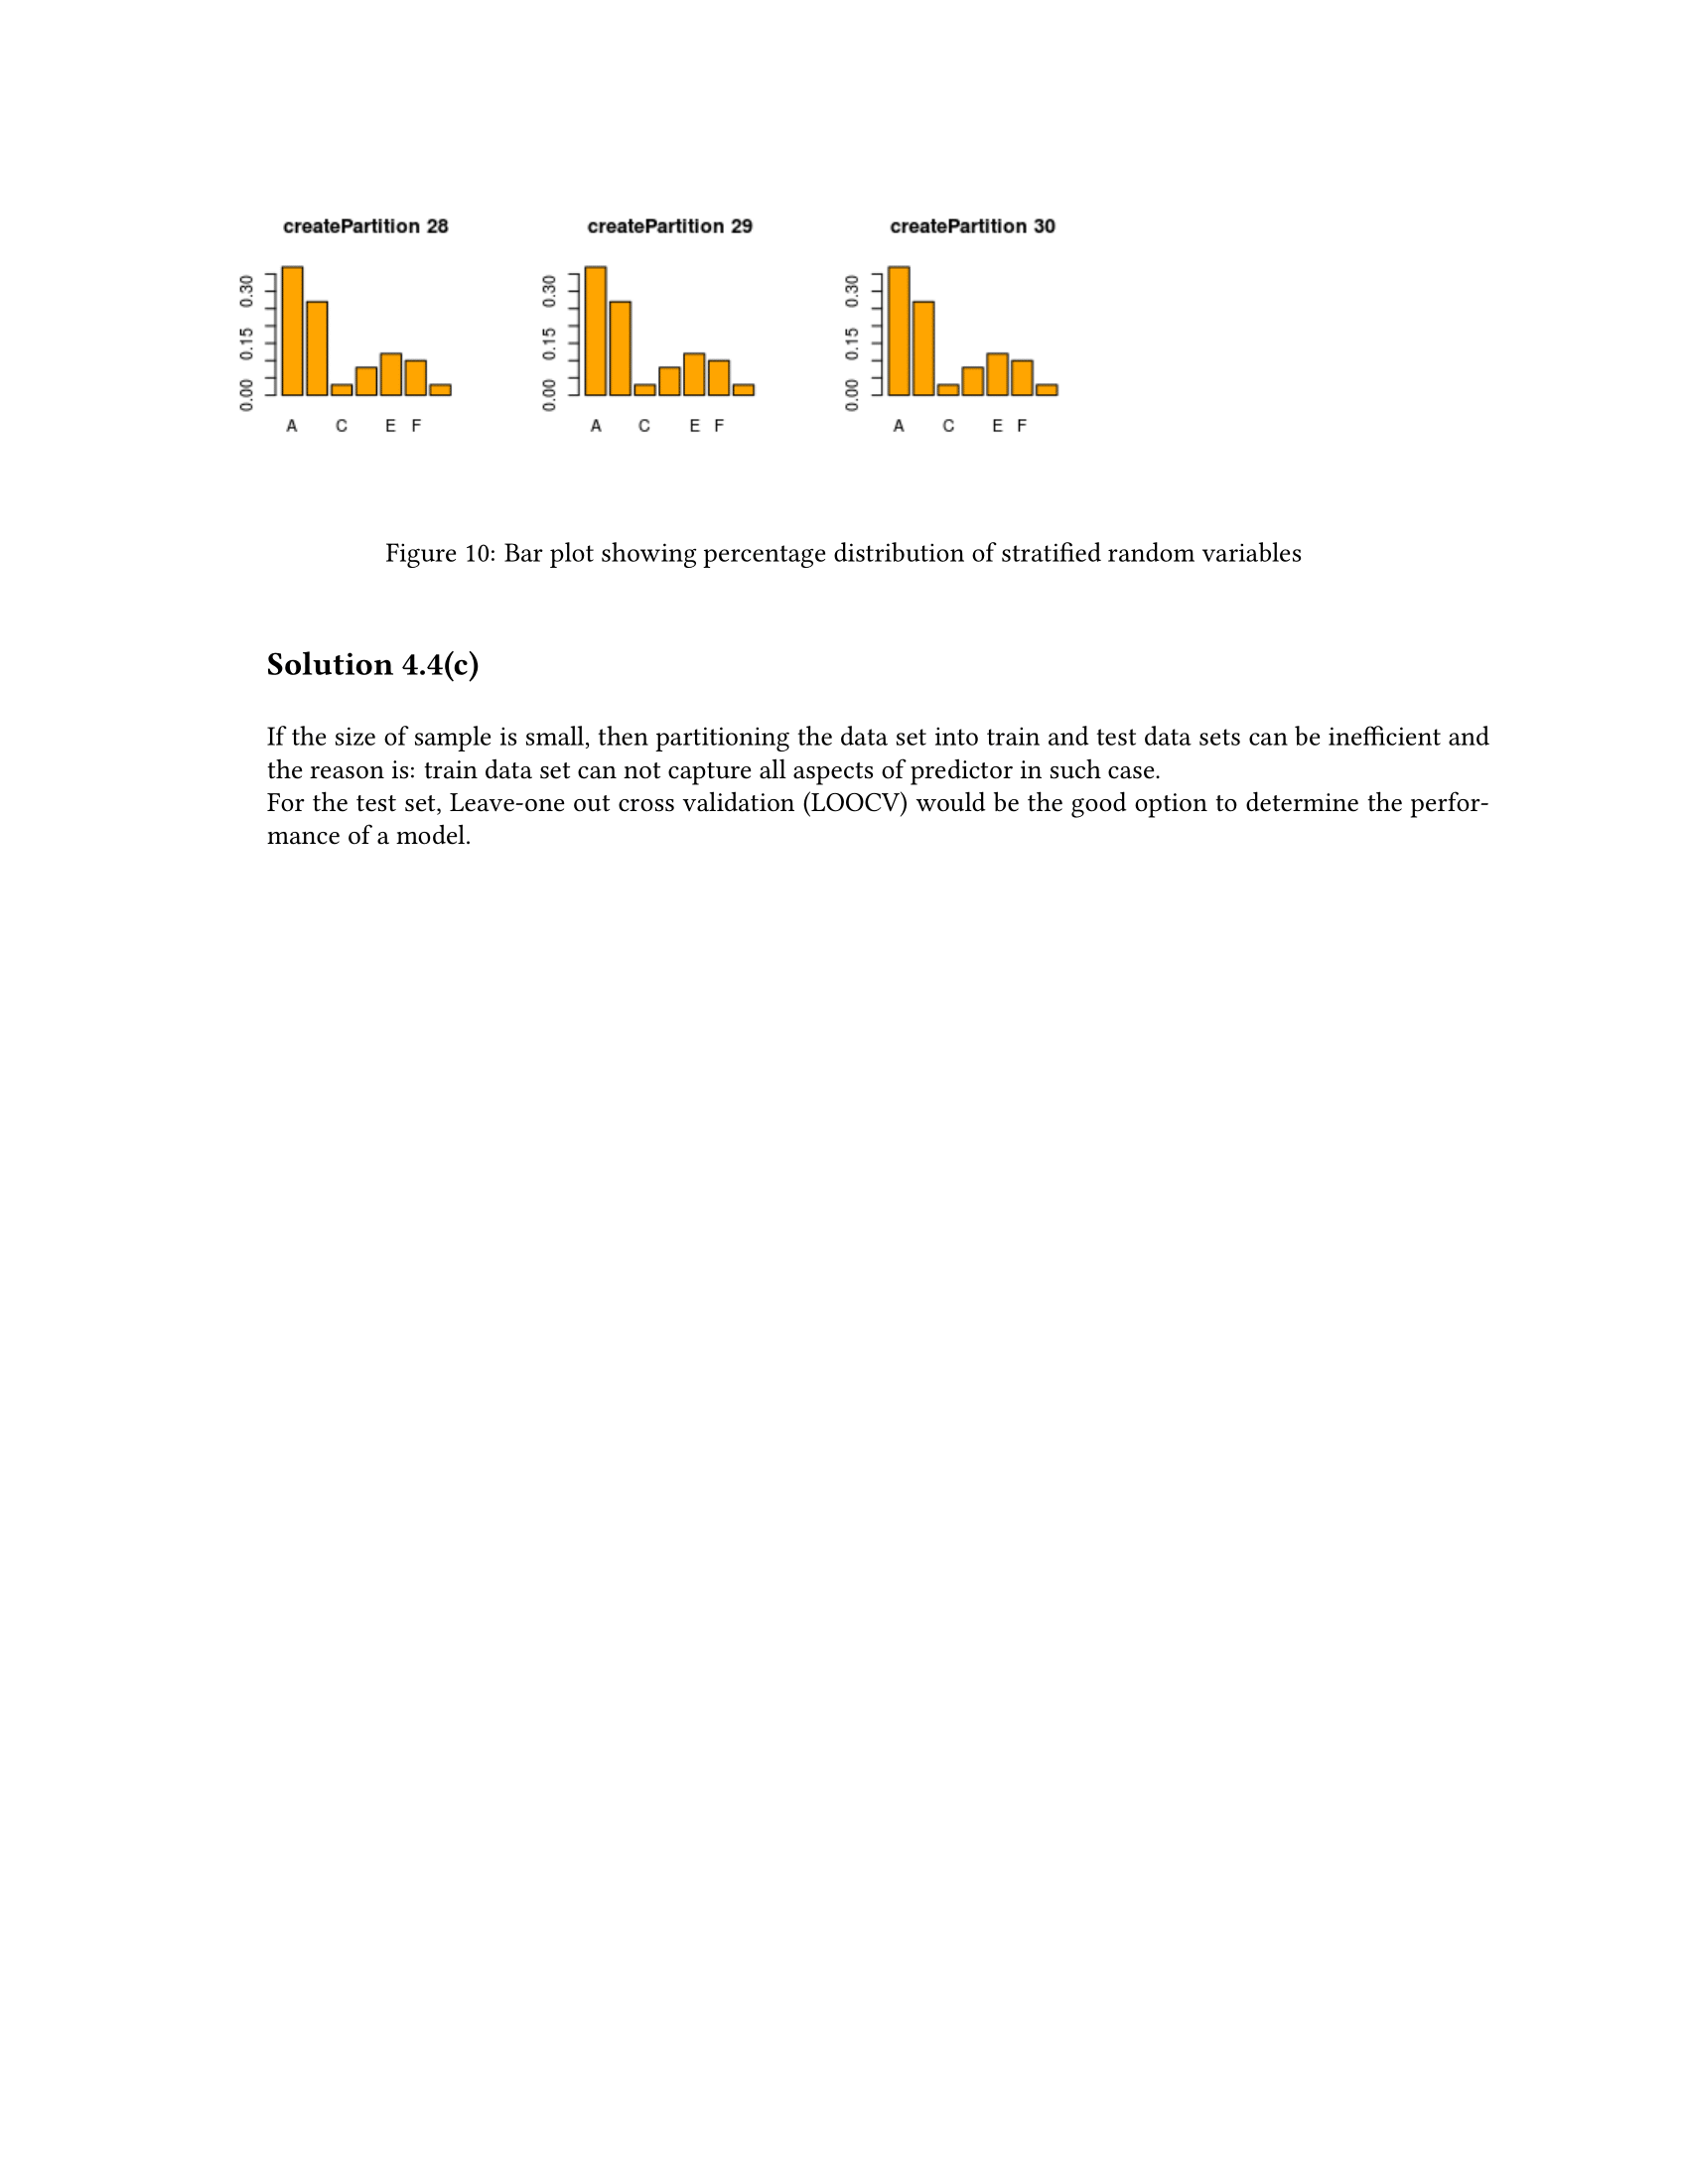 createPartition 28 createPartition 29 createPartition 30
0.30 0.30 0.30
0.15 0.15 0.15
0.00 0.00 0.00
A C E F A C E F A C E F
Figure 10: Bar plot showing percentage distribution of stratified random variables
Solution 4.4(c)
If the size of sample is small, then partitioning the data set into train and test data sets can be inefficient and
the reason is: train data set can not capture all aspects of predictor in such case.
For the test set, Leave-one out cross validation (LOOCV) would be the good option to determine the perfor-
mance of a model.